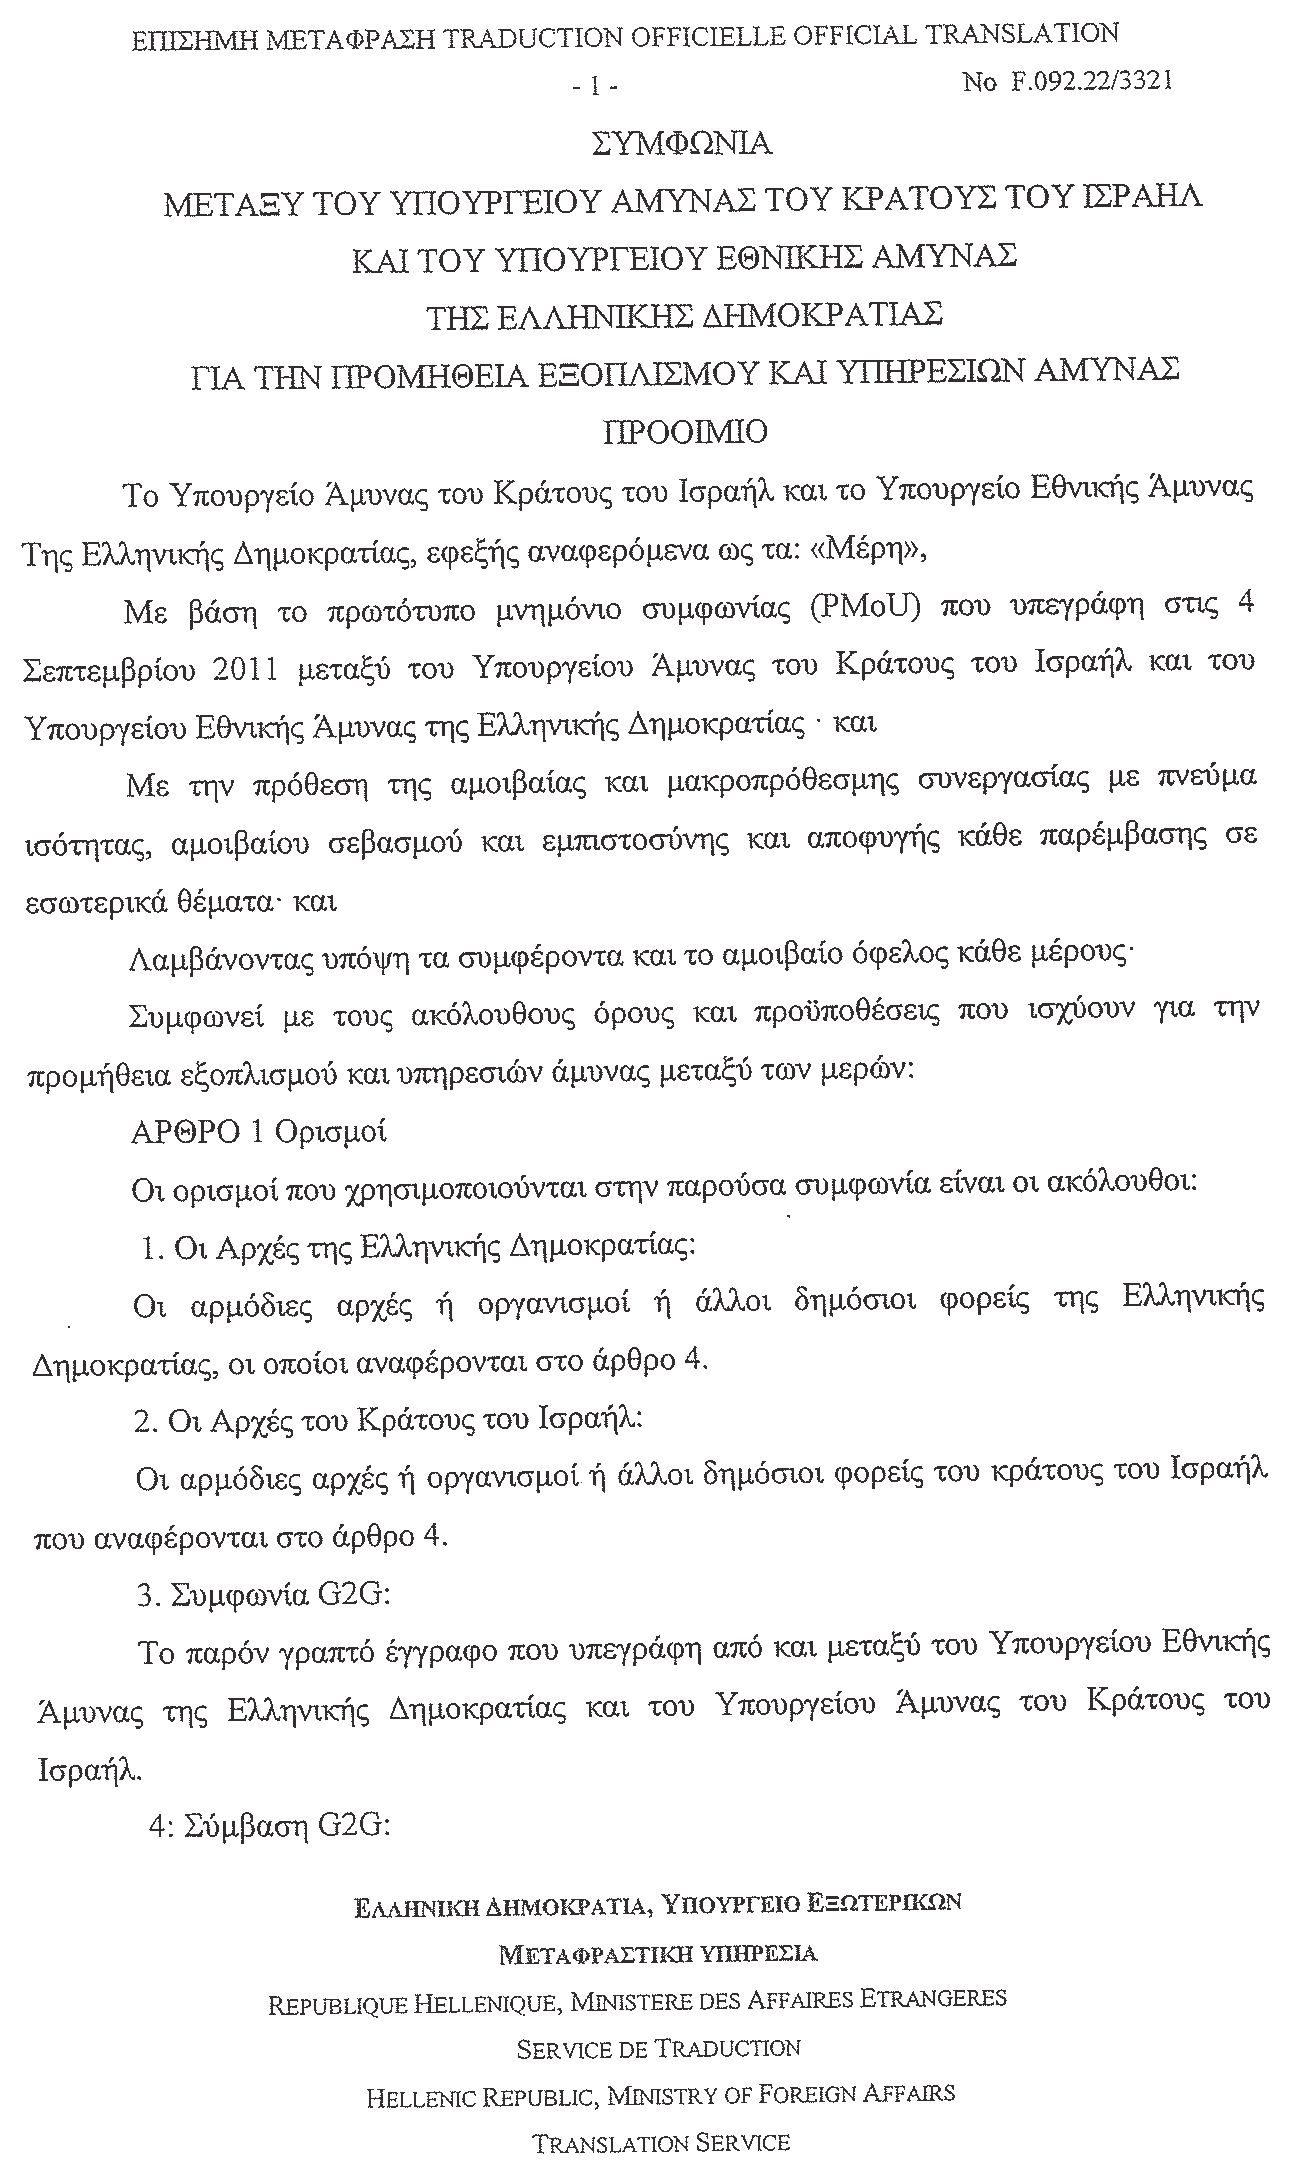 ΕΠΙΣΗΜΗ ΜΕΤΑΦΡΑΣΗ TRADUCTION OFFICIELLE OFFICIAL TRANSLATION
- 1 -
No F.092.22/3321
ΣΥΜΦΩΝΙΑ
ΜΕΤΑΞΥ ΤΟΥ ΥΠΟΥΡΓΕΙΟΥ ΑΜΥΝΑΣ ΤΟΥ ΚΡΑΤΟΥΣ ΤΟΥ ΙΣΡΑΗΛ
ΚΑΙ ΤΟΥ ΥΠΟΥΡΓΕΙΟΥ ΕΘΝΙΚΗΣ ΑΜΥΝΑΣ
ΤΗΣ ΕΛΛΗΝΙΚΗΣ ΔΗΜΟΚΡΑΤΙΑΣ
ΓΙΑ ΤΗΝ ΠΡΟΜΗΘΕΙΑ ΕΞΟΠΛΙΣΜΟΥ ΚΑΙ ΥΠΗΡΕΣΙΩΝ ΑΜΥΝΑΣ
ΠΡΟΟΙΜΙΟ
Το Υπουργείο Άμυνας του Κράτους του Ισραήλ και το Υπουργείο Εθνικής Άμυνας
Της Ελληνικής Δημοκρατίας, εφεξής αναφερόμενα ως τα: «Μέρη»,
Με βάση το πρωτότυπο μνημόνιο συμφωνίας (PMoU) που υπεγράφη στις 4
Σεπτεμβρίου 2011 μεταξύ του Υπουργείου Άμυνας του Κράτους του Ισραήλ και του
Υπουργείου Εθνικής Άμυνας της Ελληνικής Δημοκρατίας · και
Με την πρόθεση της αμοιβαίας και μακροπρόθεσμης συνεργασίας με πνεύμα
ισότητας, αμοιβαίου σεβασμού και εμπιστοσύνης και αποφυγής κάθε παρέμβασης σε
εσωτερικά θέματα· και
Λαμβάνοντας υπόψη τα συμφέροντα και το αμοιβαίο όφελος κάθε μέρους·
Συμφωνεί με τους ακόλουθους όρους και προϋποθέσεις που ισχύουν για την
προμήθεια εξοπλισμού και υπηρεσιών άμυνας μεταξύ των μερών:
ΑΡΘΡΟ 1 Ορισμοί
Οι ορισμοί που χρησιμοποιούνται στην παρούσα συμφωνία είναι οι ακόλουθοι:
1. Οι Αρχές της Ελληνικής Δημοκρατίας:
Οι αρμόδιες αρχές ή οργανισμοί ή άλλοι δημόσιοι φορείς της Ελληνικής
Δημοκρατίας, οι οποίοι αναφέρονται στο άρθρο 4.
2. Οι Αρχές του Κράτους του Ισραήλ:
Οι αρμόδιες αρχές ή οργανισμοί ή άλλοι δημόσιοι φορείς του κράτους του Ισραήλ
που αναφέρονται στο άρθρο 4.
3. Συμφωνία G2G:
Το παρόν γραπτό έγγραφο που υπεγράφη από και μεταξύ του Υπουργείου Εθνικής
Άμυνας της Ελληνικής Δημοκρατίας και του Υπουργείου Άμυνας του Κράτους του
Ισραήλ.
4: Σύμβαση G2G:
ΕΛΛΗΝΙΚΗ ΔΗΜΟΚΡΑΤΙΑ, ΥΠΟΥΡΓΕΙΟ ΕΞΩΤΕΡΙΚΩΝ
ΜΕΤΑΦΡΑΣΤΙΚΗ ΥΠΗΡΕΣΙΑ
REPUBLIQUE HELLENIQUE, MINISTERE DES AFFAIRES ETRANGERES
SERVICE DE TRADUCTION
HELLENIC REPUBLIC, MINISTRY OF FOREIGN AFFAIRS
TRANSLATION SERVICE